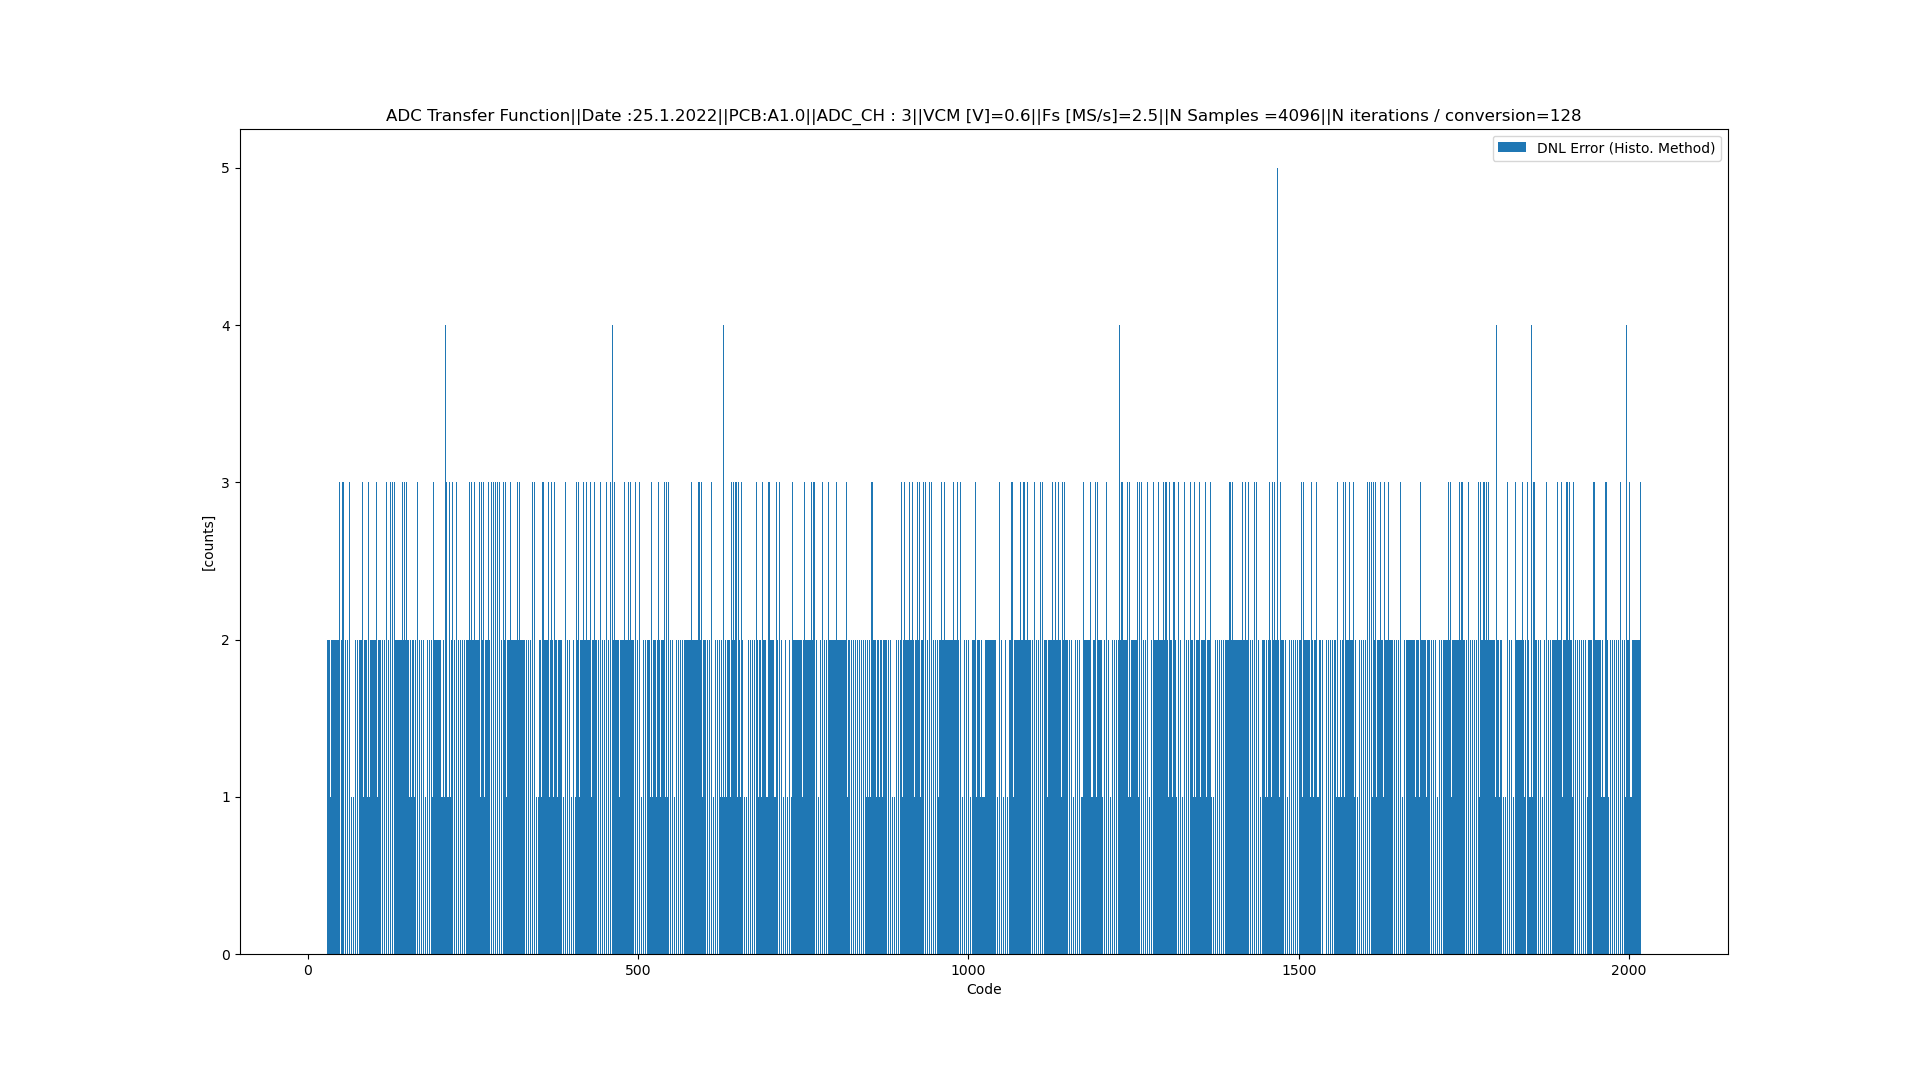 ADC Transfer Function||Date :25.1.2022||PCB:A1.0||ADC_CH : 3||VCM [V]=0.6||Fs [MS/s]=2.5||N Samples =4096||N iterations / conversion=128
DNL Error (Histo. Method)
5
4
3
2
1
0
[counts]
0 500 1000 1500 2000
Code